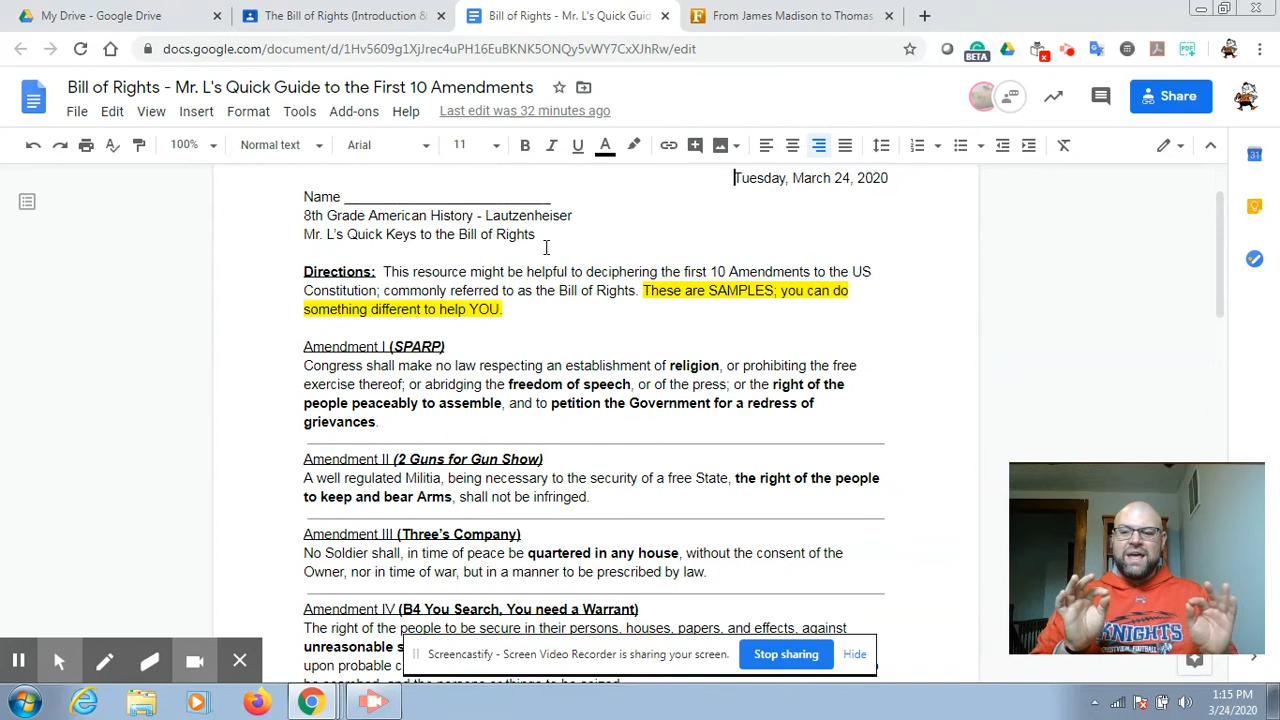 My Drive - Google Drive
The Bill of Rights (Introduction &
Bill of Rights - Mr. L's Quick Guid
From James Madison to Thomas
docs.google.com/document/d/1Hv5609g1XjJrec4uPH16EuBKNK5ONQy5vWY7CxXJhRw/edit
BETA
Bill of Rights - Mr. L's Quick Guide to the First 10 Amendments
File Edit View Insert Format Add-ons Help Last edit was 32 minutes ago
Share
100% Normal text Arial 11 B I U A
31
Tuesday, March 24, 2020
Name
8th Grade American History - Lautzenheiser
Mr. L's Quick Keys to the Bill of Rights
Directions: This resource might be helpful to deciphering the first 10 Amendments to the US
Constitution; commonly referred to as the Bill of Rights. These are SAMPLES; you can do
something different to help YOU.
Amendment I (SPARP)
Congress shall make no law respecting an establishment of religion, or prohibiting the free
exercise thereof; or abridging the freedom of speech, or of the press; or the right of the
people peaceably to assemble, and to petition the Government for a redress of
grievances.
Amendment II (2 Guns for Gun Show)
A well regulated Militia, being necessary to the security of a free State, the right of the people
to keep and bear Arms, shall not be infringed.
Amendment III (Three's Company)
No Soldier shall, in time of peace be quartered in any house, without the consent of the
Owner, nor in time of war, but in a manner to be prescribed by law.
Amendment IV (B4 You Search, You need a Warrant)
The right of the people to be secure in their persons, houses, papers, and effects, against
unreasonable s
upon probable c
Screencastify - Screen Video Recorder is sharing your screen. Stop sharing Hide
KNIGHTS
CRESTVIEW FOOTBALL
1:15 PM
3/24/2020